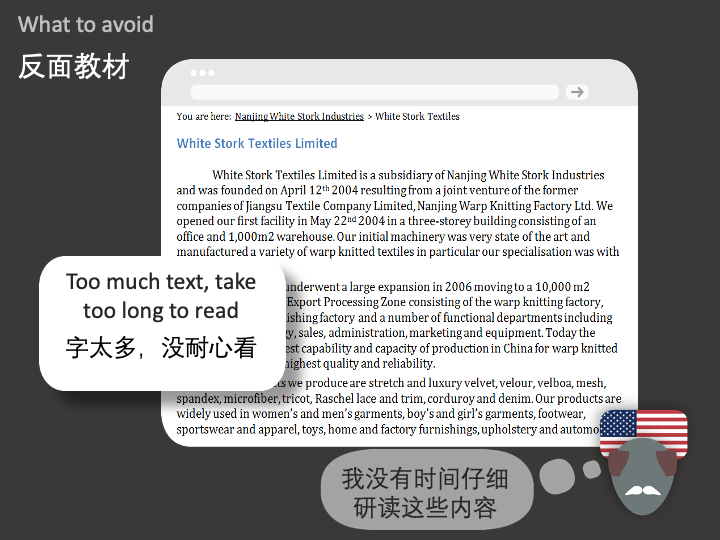 What to avoid
反面教材
You are here: Nanjing White Stork Industries > White Stork Textiles
White Stork Textiles Limited
White Stork Textiles Limited is a subsidiary of Nanjing White Stork Industries
and was founded on April 12th 2004 resulting from a joint venture of the former
companies of Jiangsu Textile Company Limited, Nanjing Warp Knitting Factory Ltd. We
opened our first facility in May 22nd 2004 in a three-storey building consisting of an
office and 1,000m2 warehouse. Our initial machinery was very state of the art and
manufactured a variety of warp knitted textiles in particular our specialisation was with
underwent a large expansion in 2006 moving to a 10,000 m2
Export Processing Zone consisting of the warp knitting factory,
ishing factory and a number of functional departments including
gy, sales, administration, marketing and equipment. Today the
est capability and capacity of production in China for warp knitted
highest quality and reliability.
ts we produce are stretch and luxury velvet, velour, velboa, mesh,
spandex, microfiber, tricot, Raschel lace and trim, corduroy and denim. Our products are
widely used in women's and men's garments, boy's and girl's garments, footwear,
sportswear and apparel, toys, home and factory furnishings, upholstery and automo
Too much text, take
too long to read
字太多，没耐心看
我没有时间仔细
研读这些内容